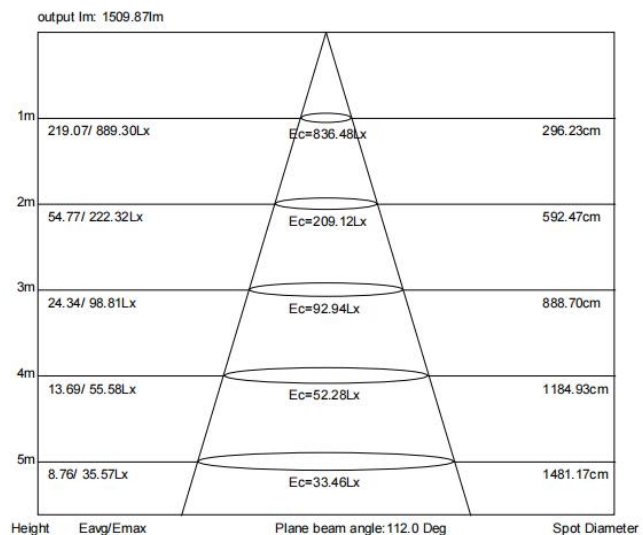 output lm: 1509.87lm
1m
219.07/ 889.30Lx
Ec=836.48Lx
296.23cm
2m
54.77/ 222.32Lx
Ec=209.12Lx
592.47cm
3m
24.34/ 98.81Lx
Ec=92.94Lx
888.70cm
4m
13.69/ 55.58Lx
Ec=52.28Lx
1184.93cm
5m
8.76/ 35.57Lx
Ec=33.46Lx
1481.17cm
Height Eavg/Emax Plane beam angle:112.0 Deg Spot Diameter